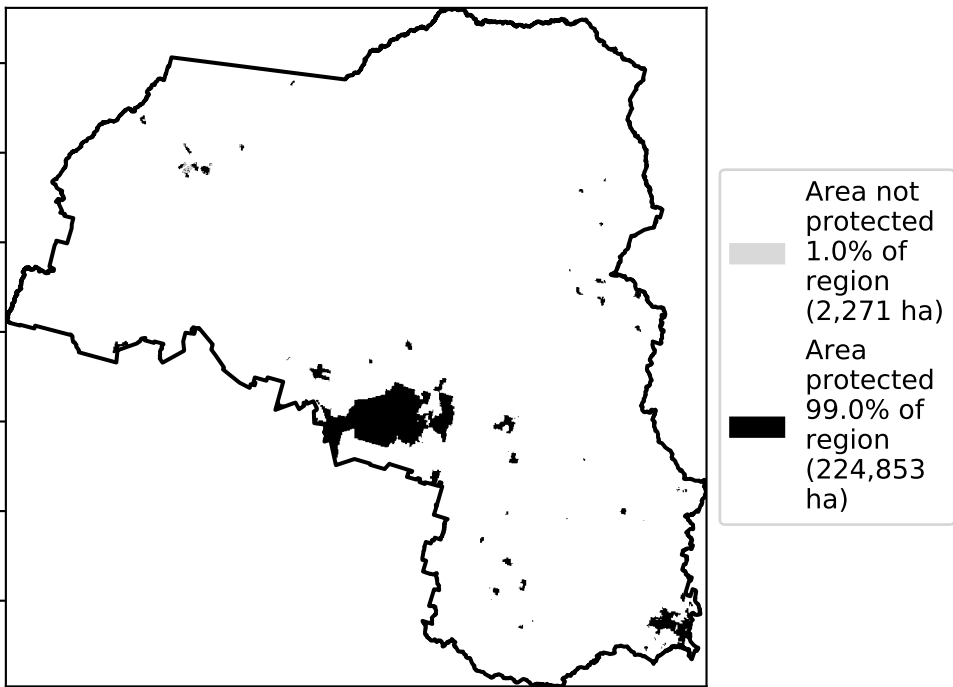 Area not
protected
1.0% of
region
(2,271 ha)
Area
protected
99.0% of
region
(224,853
ha)